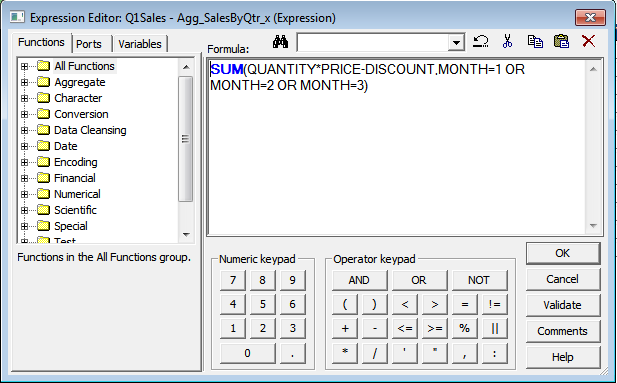 Expression Editor: Q1Sales - Agg_SalesByQtr_x (Expression)
Functions Ports Variables
Formula:
SUM(QUANTITY*PRICE-DISCOUNT,MONTH=1 OR
MONTH=2 OR MONTH=3)
All Functions
Aggregate
Character
Conversion
Data Cleansing
Date
Encoding
Financial
Numerical
Scientific
Special
Test
Functions in the All Functions group.
Numeric keypad
7 8 9
4 5 6
1 2 3
0 .
Operator keypad
AND OR NOT
( ) < > = !=
+ - <= >= % ||
* / ' " , :
OK
Cancel
Validate
Comments
Help